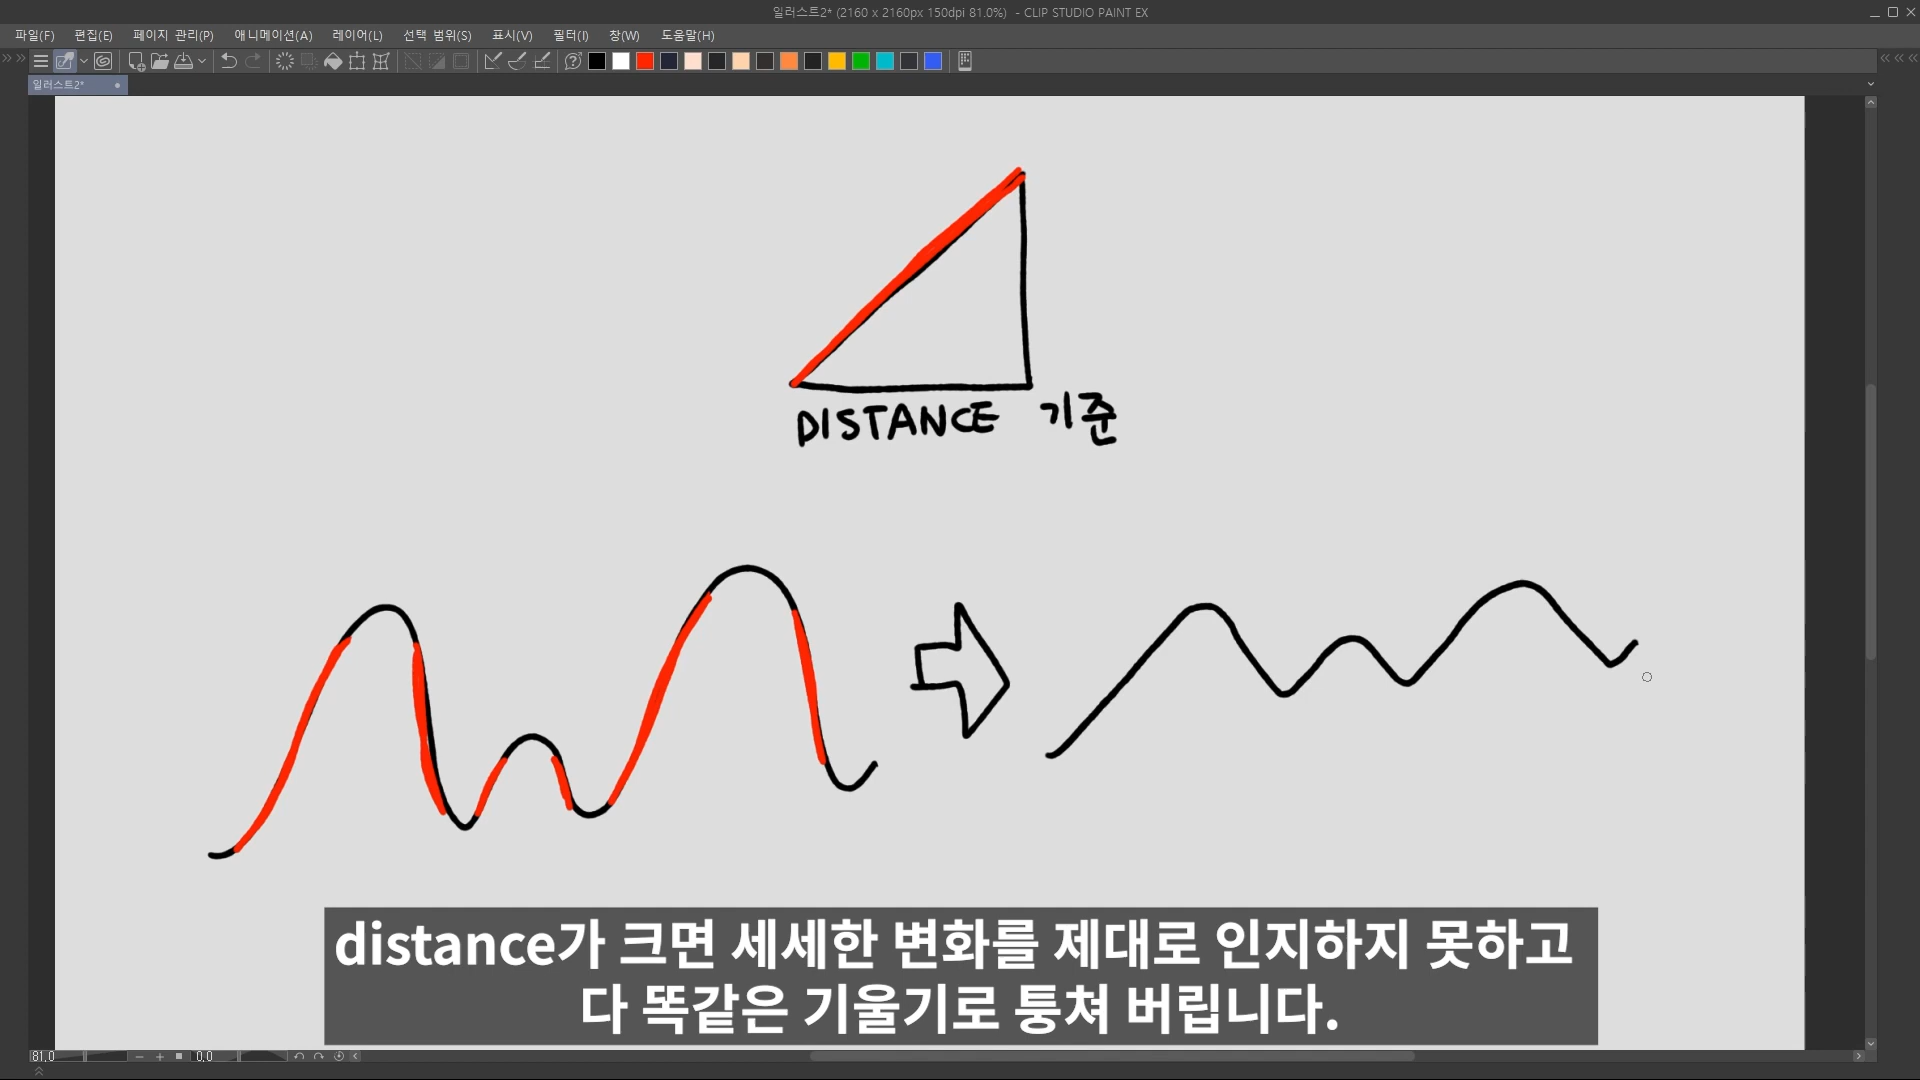 일러스트2* (2160 x 2160px 150dpi 81.0%) - CLIP STUDIO PAINT EX
파일(F) 편집(E) 페이지 관리(P) 애니메이션(A) 레이어(L) 선택 범위(S) 표시(V) 필터(I) 창(W) 도움말(H)
일러스트2*
DISTANCE 기준
distance가 크면 세세한 변화를 제대로 인지하지 못하고
다 똑같은 기울기로 퉁쳐 버립니다.
81.0 0.0